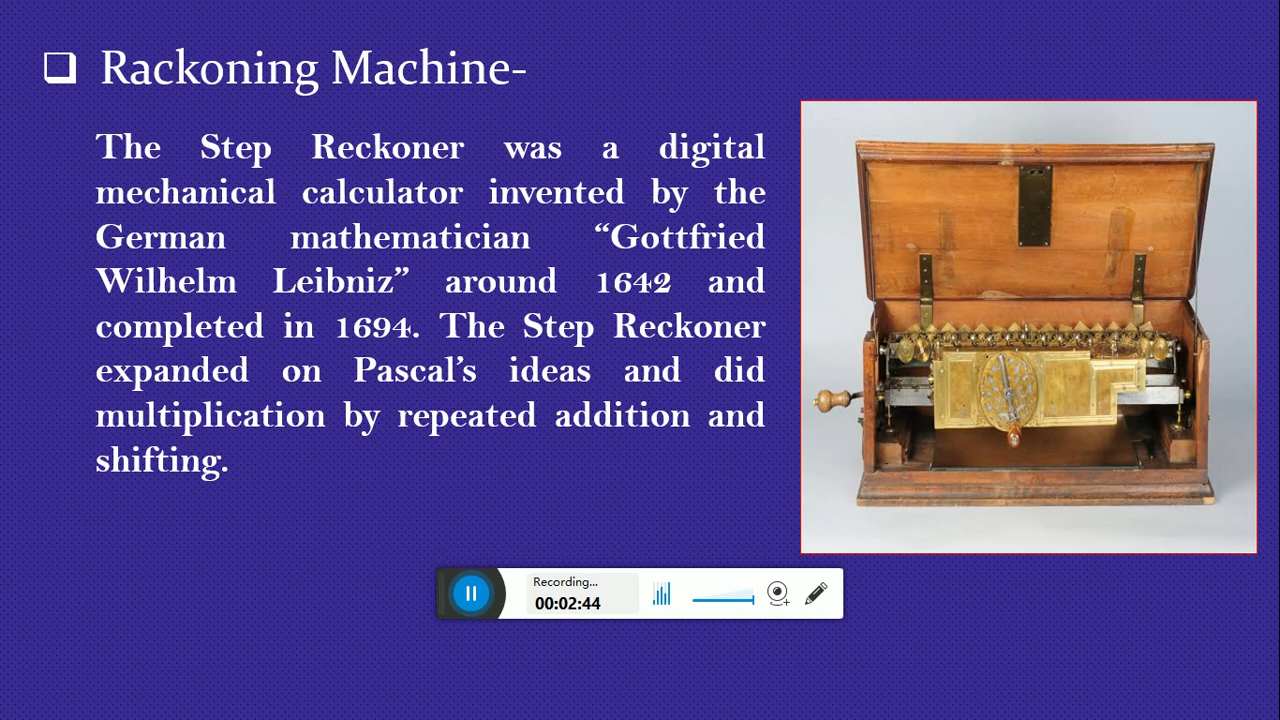 Rackoning Machine-
The Step Reckoner was a digital
mechanical calculator invented by the
German mathematician “Gottfried
Wilhelm Leibniz” around 1642 and
completed in 1694. The Step Reckoner
expanded on Pascal’s ideas and did
multiplication by repeated addition and
shifting.
Recording...
00:02:44